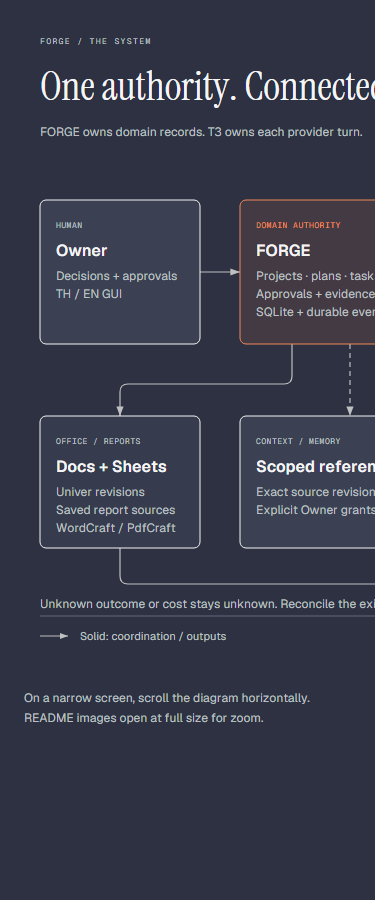 FORGE / THE SYSTEM
One authority. Connected
FORGE owns domain records. T3 owns each provider turn.
HUMAN
Owner
Decisions + approvals
TH / EN GUI
DOMAIN AUTHORITY
FORGE
Projects · plans · task
Approvals + evidence
SQLite + durable even
OFFICE / REPORTS
Docs + Sheets
Univer revisions
Saved report sources
WordCraft / PdfCraft
CONTEXT / MEMORY
Scoped referen
Exact source revision
Explicit Owner grants
Unknown outcome or cost stays unknown. Reconcile the exi
Solid: coordination / outputs
On a narrow screen, scroll the diagram horizontally.
README images open at full size for zoom.